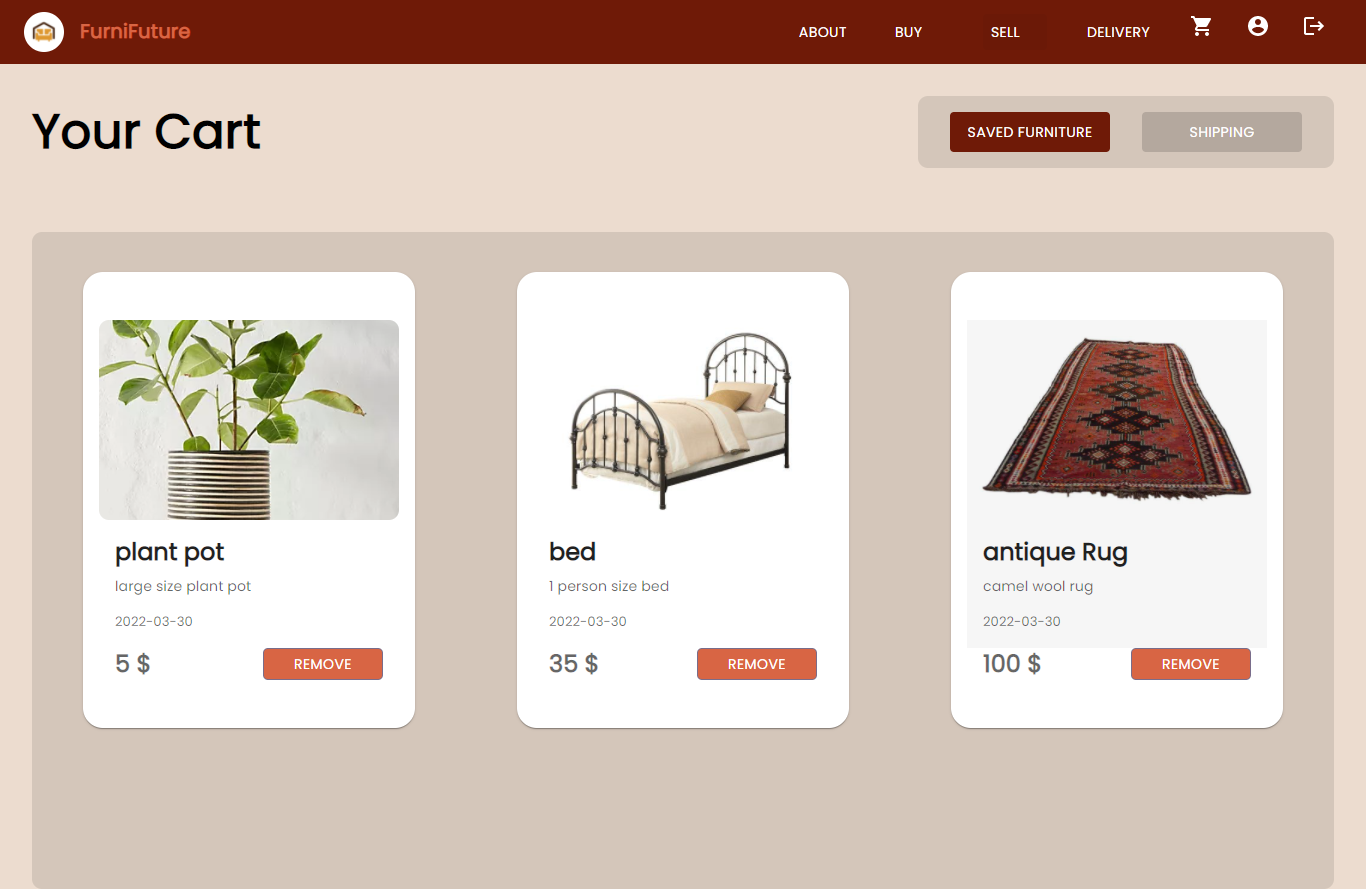 FurniFuture
ABOUT BUY SELL DELIVERY
Your Cart
SAVED FURNITURE SHIPPING
plant pot
large size plant pot
2022-03-30
5 $ REMOVE
bed
1 person size bed
2022-03-30
35 $ REMOVE
antique Rug
camel wool rug
2022-03-30
100 $ REMOVE